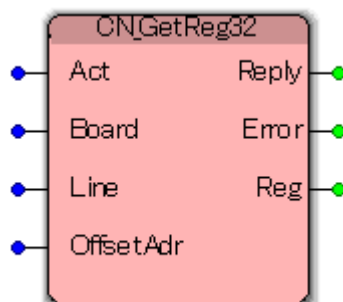 CN_GetReg32
Act Reply
Board Error
Line Reg
OffsetAdr